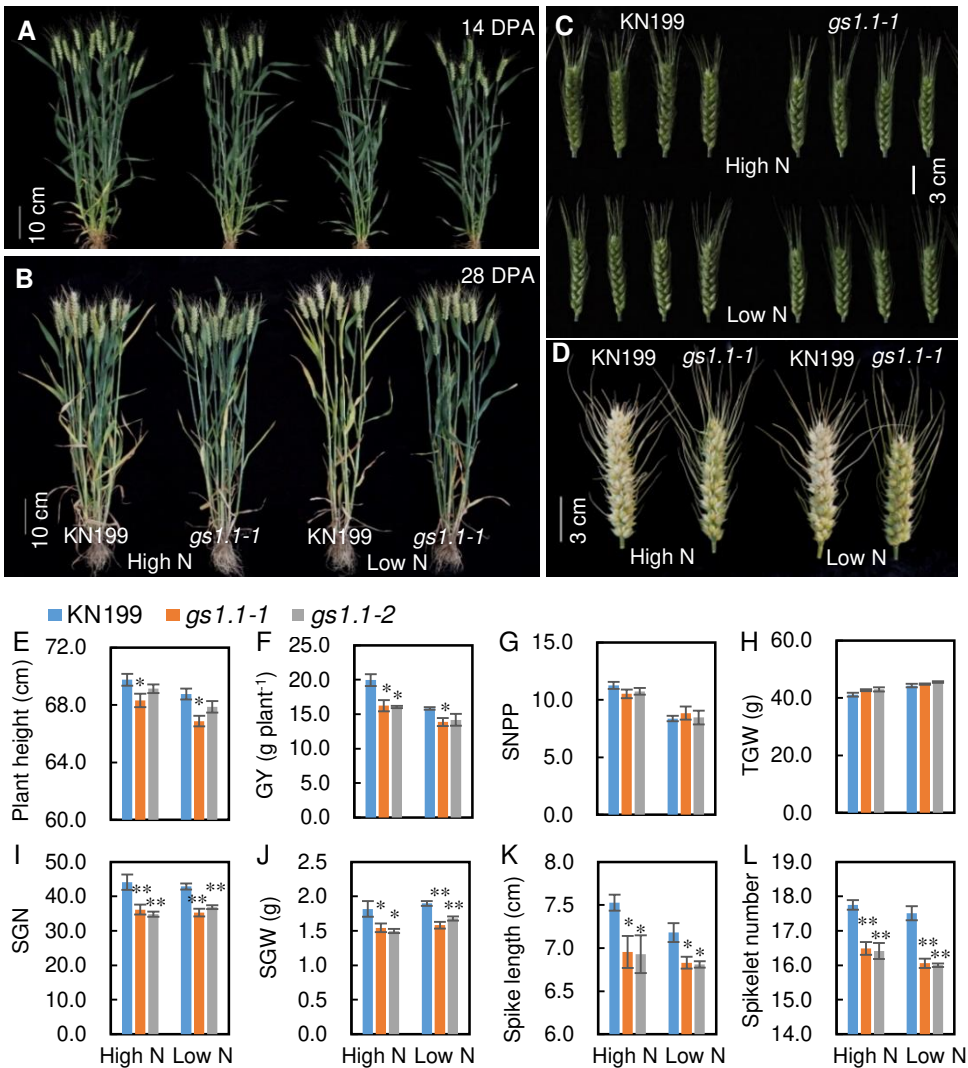 A
14 DPA
10 cm
B
28 DPA
10 cm
KN199
gs1.1-1
KN199
gs1.1-1
High N
Low N
C
KN199
gs1.1-1
High N
3 cm
Low N
D
KN199
gs1.1-1
KN199
gs1.1-1
3 cm
High N
Low N
KN199
gs1.1-1
gs1.1-2
E
Plant height (cm)
72.0
68.0
64.0
60.0
*
*
F
GY (g plant⁻¹)
25.0
20.0
15.0
10.0
5.0
0.0
* *
*
G
SNPP
15.0
10.0
5.0
0.0
H
TGW (g)
60.0
40.0
20.0
0.0
I
SGN
50.0
40.0
30.0
20.0
10.0
0.0
**
**
**
**
High N Low N
J
SGW (g)
2.5
2.0
1.5
1.0
0.5
0.0
*
*
**
**
High N Low N
K
Spike length (cm)
8.0
7.5
7.0
6.5
6.0
*
*
*
*
High N Low N
L
Spikelet number
19.0
18.0
17.0
16.0
15.0
14.0
**
**
**
**
High N Low N